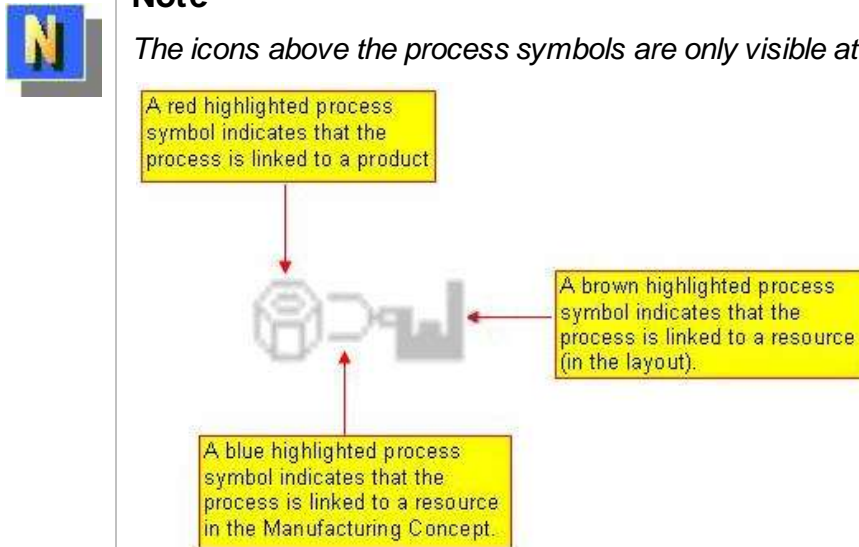 Note
N
The icons above the process symbols are only visible at
A red highlighted process
symbol indicates that the
process is linked to a product
A brown highlighted process
symbol indicates that the
process is linked to a resource
(in the layout).
A blue highlighted process
symbol indicates that the
process is linked to a resource
in the Manufacturing Concept.